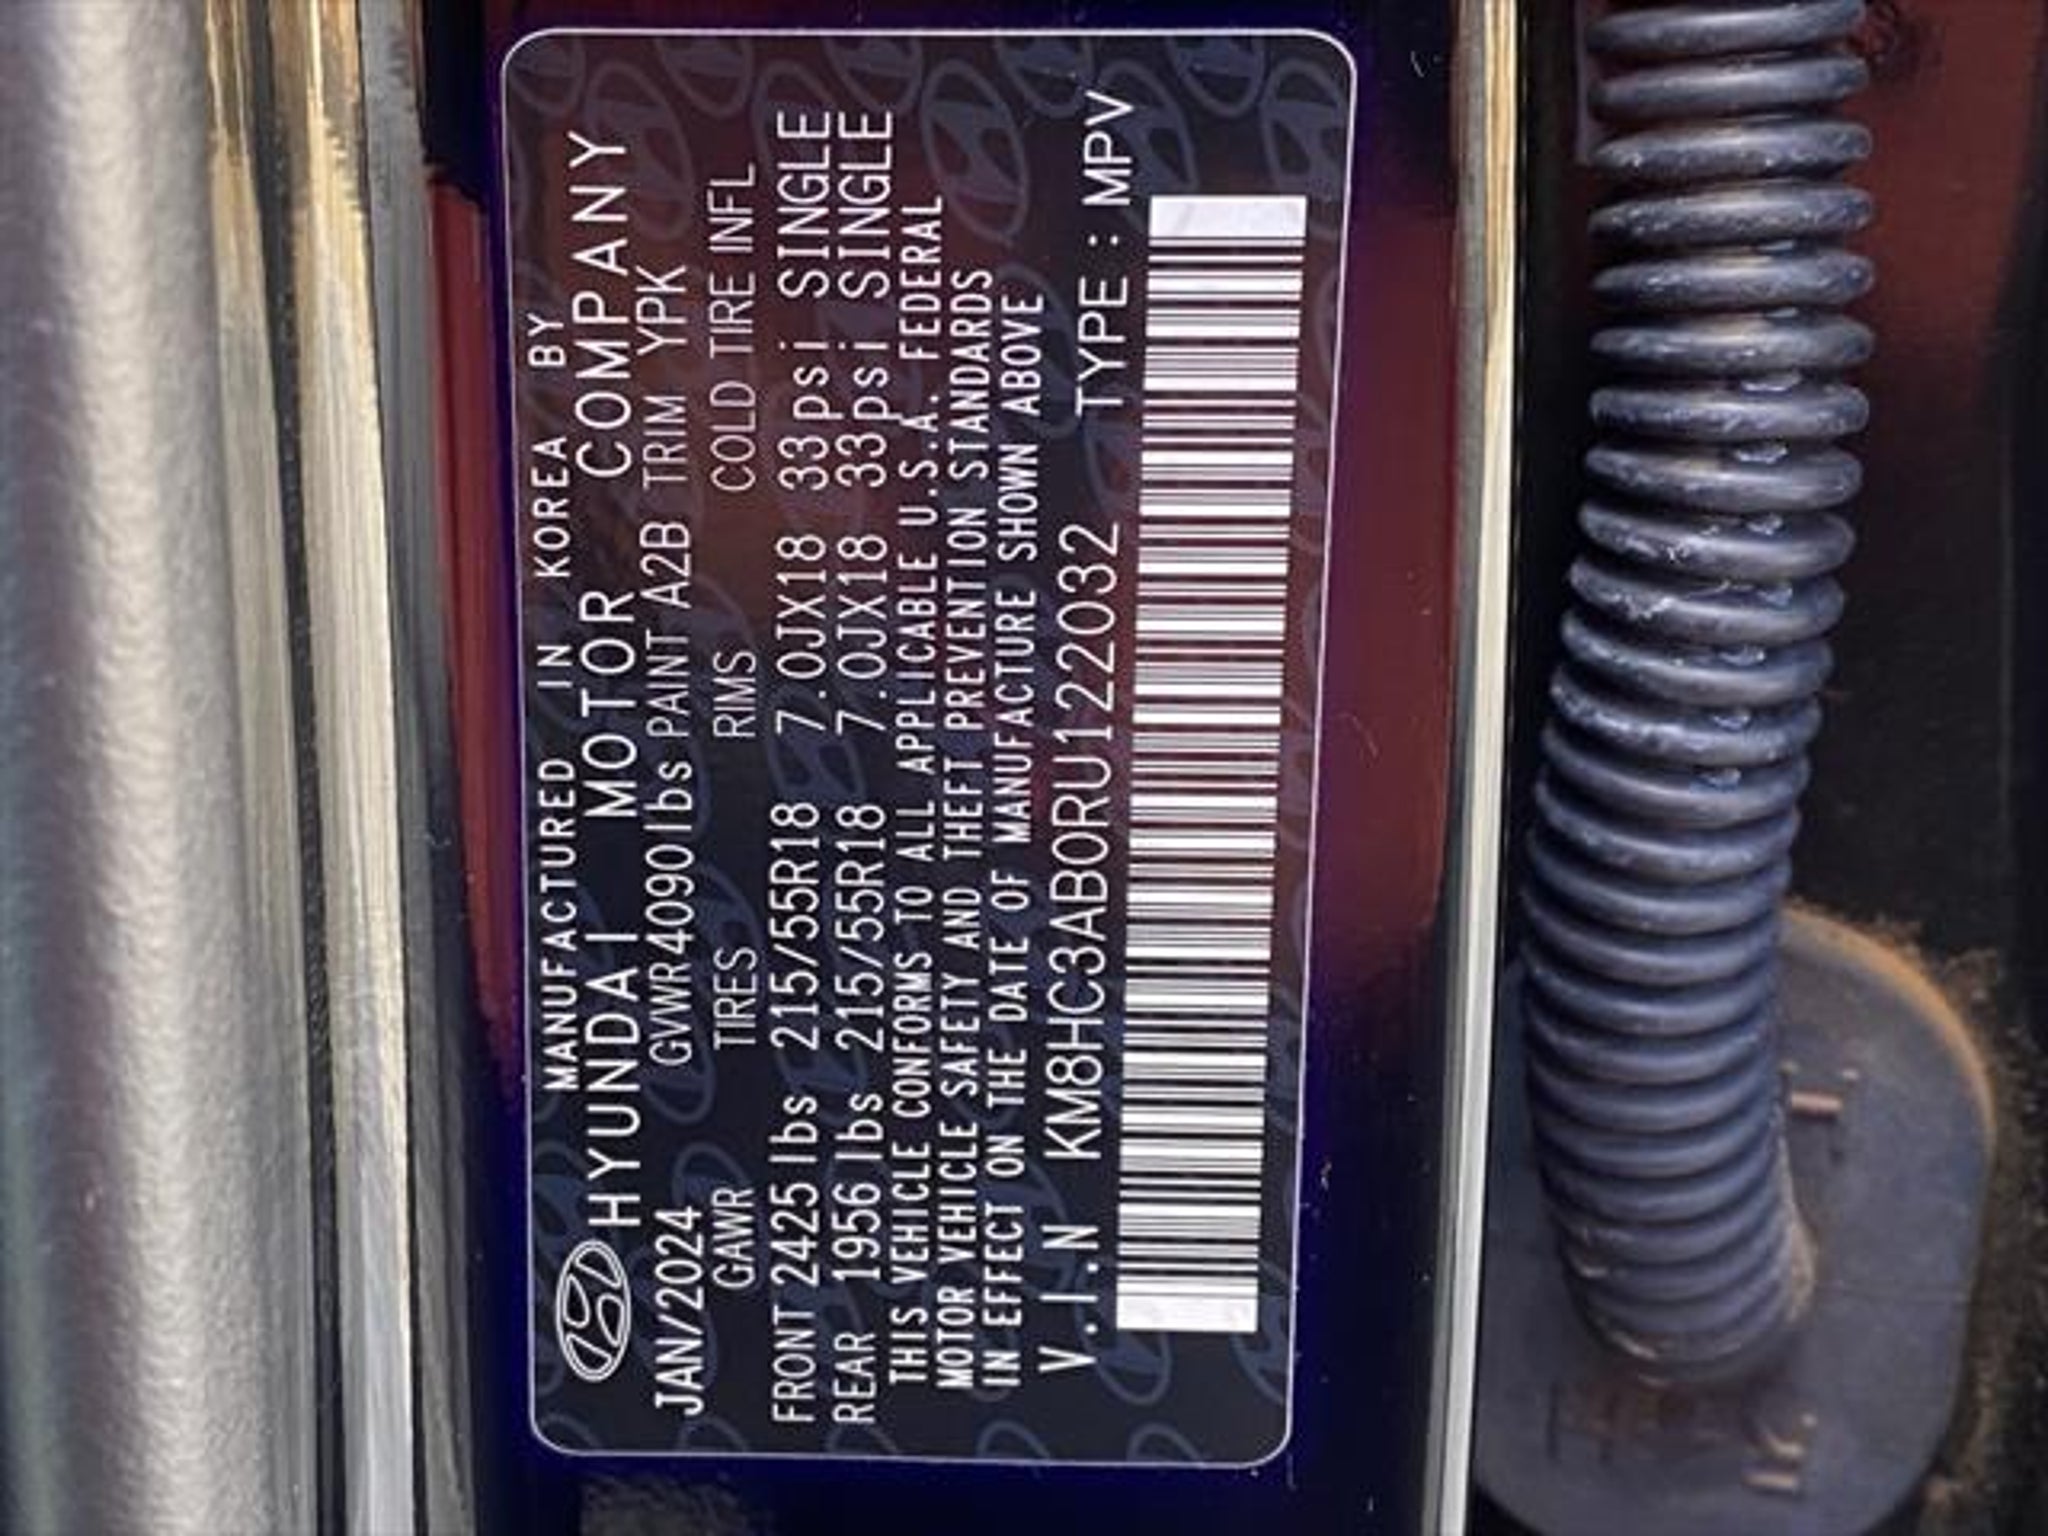 MANUFACTURED IN KOREA BY
HYUNDAI MOTOR COMPANY
JAN/2024 GVWR4090lbs PAINT A2B TRIM YPK
GAWR TIRES RIMS COLD TIRE INFL
FRONT 2425 lbs 215/55R18 7.0JX18 33psi SINGLE
REAR 1956 lbs 215/55R18 7.0JX18 33psi SINGLE
THIS VEHICLE CONFORMS TO ALL APPLICABLE U.S.A. FEDERAL
MOTOR VEHICLE SAFETY AND THEFT PREVENTION STANDARDS
IN EFFECT ON THE DATE OF MANUFACTURE SHOWN ABOVE
V.I.N KM8HC3AB0RU122032 TYPE : MPV